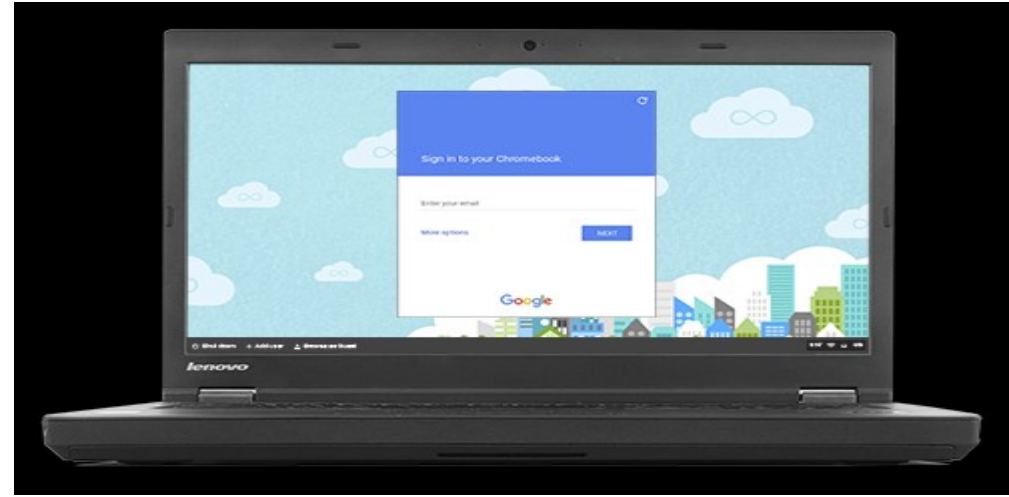 Sign in to your Chromebook
Enter your email
More options
NEXT
Google
Shut down + Add user Browse as Guest
lenovo